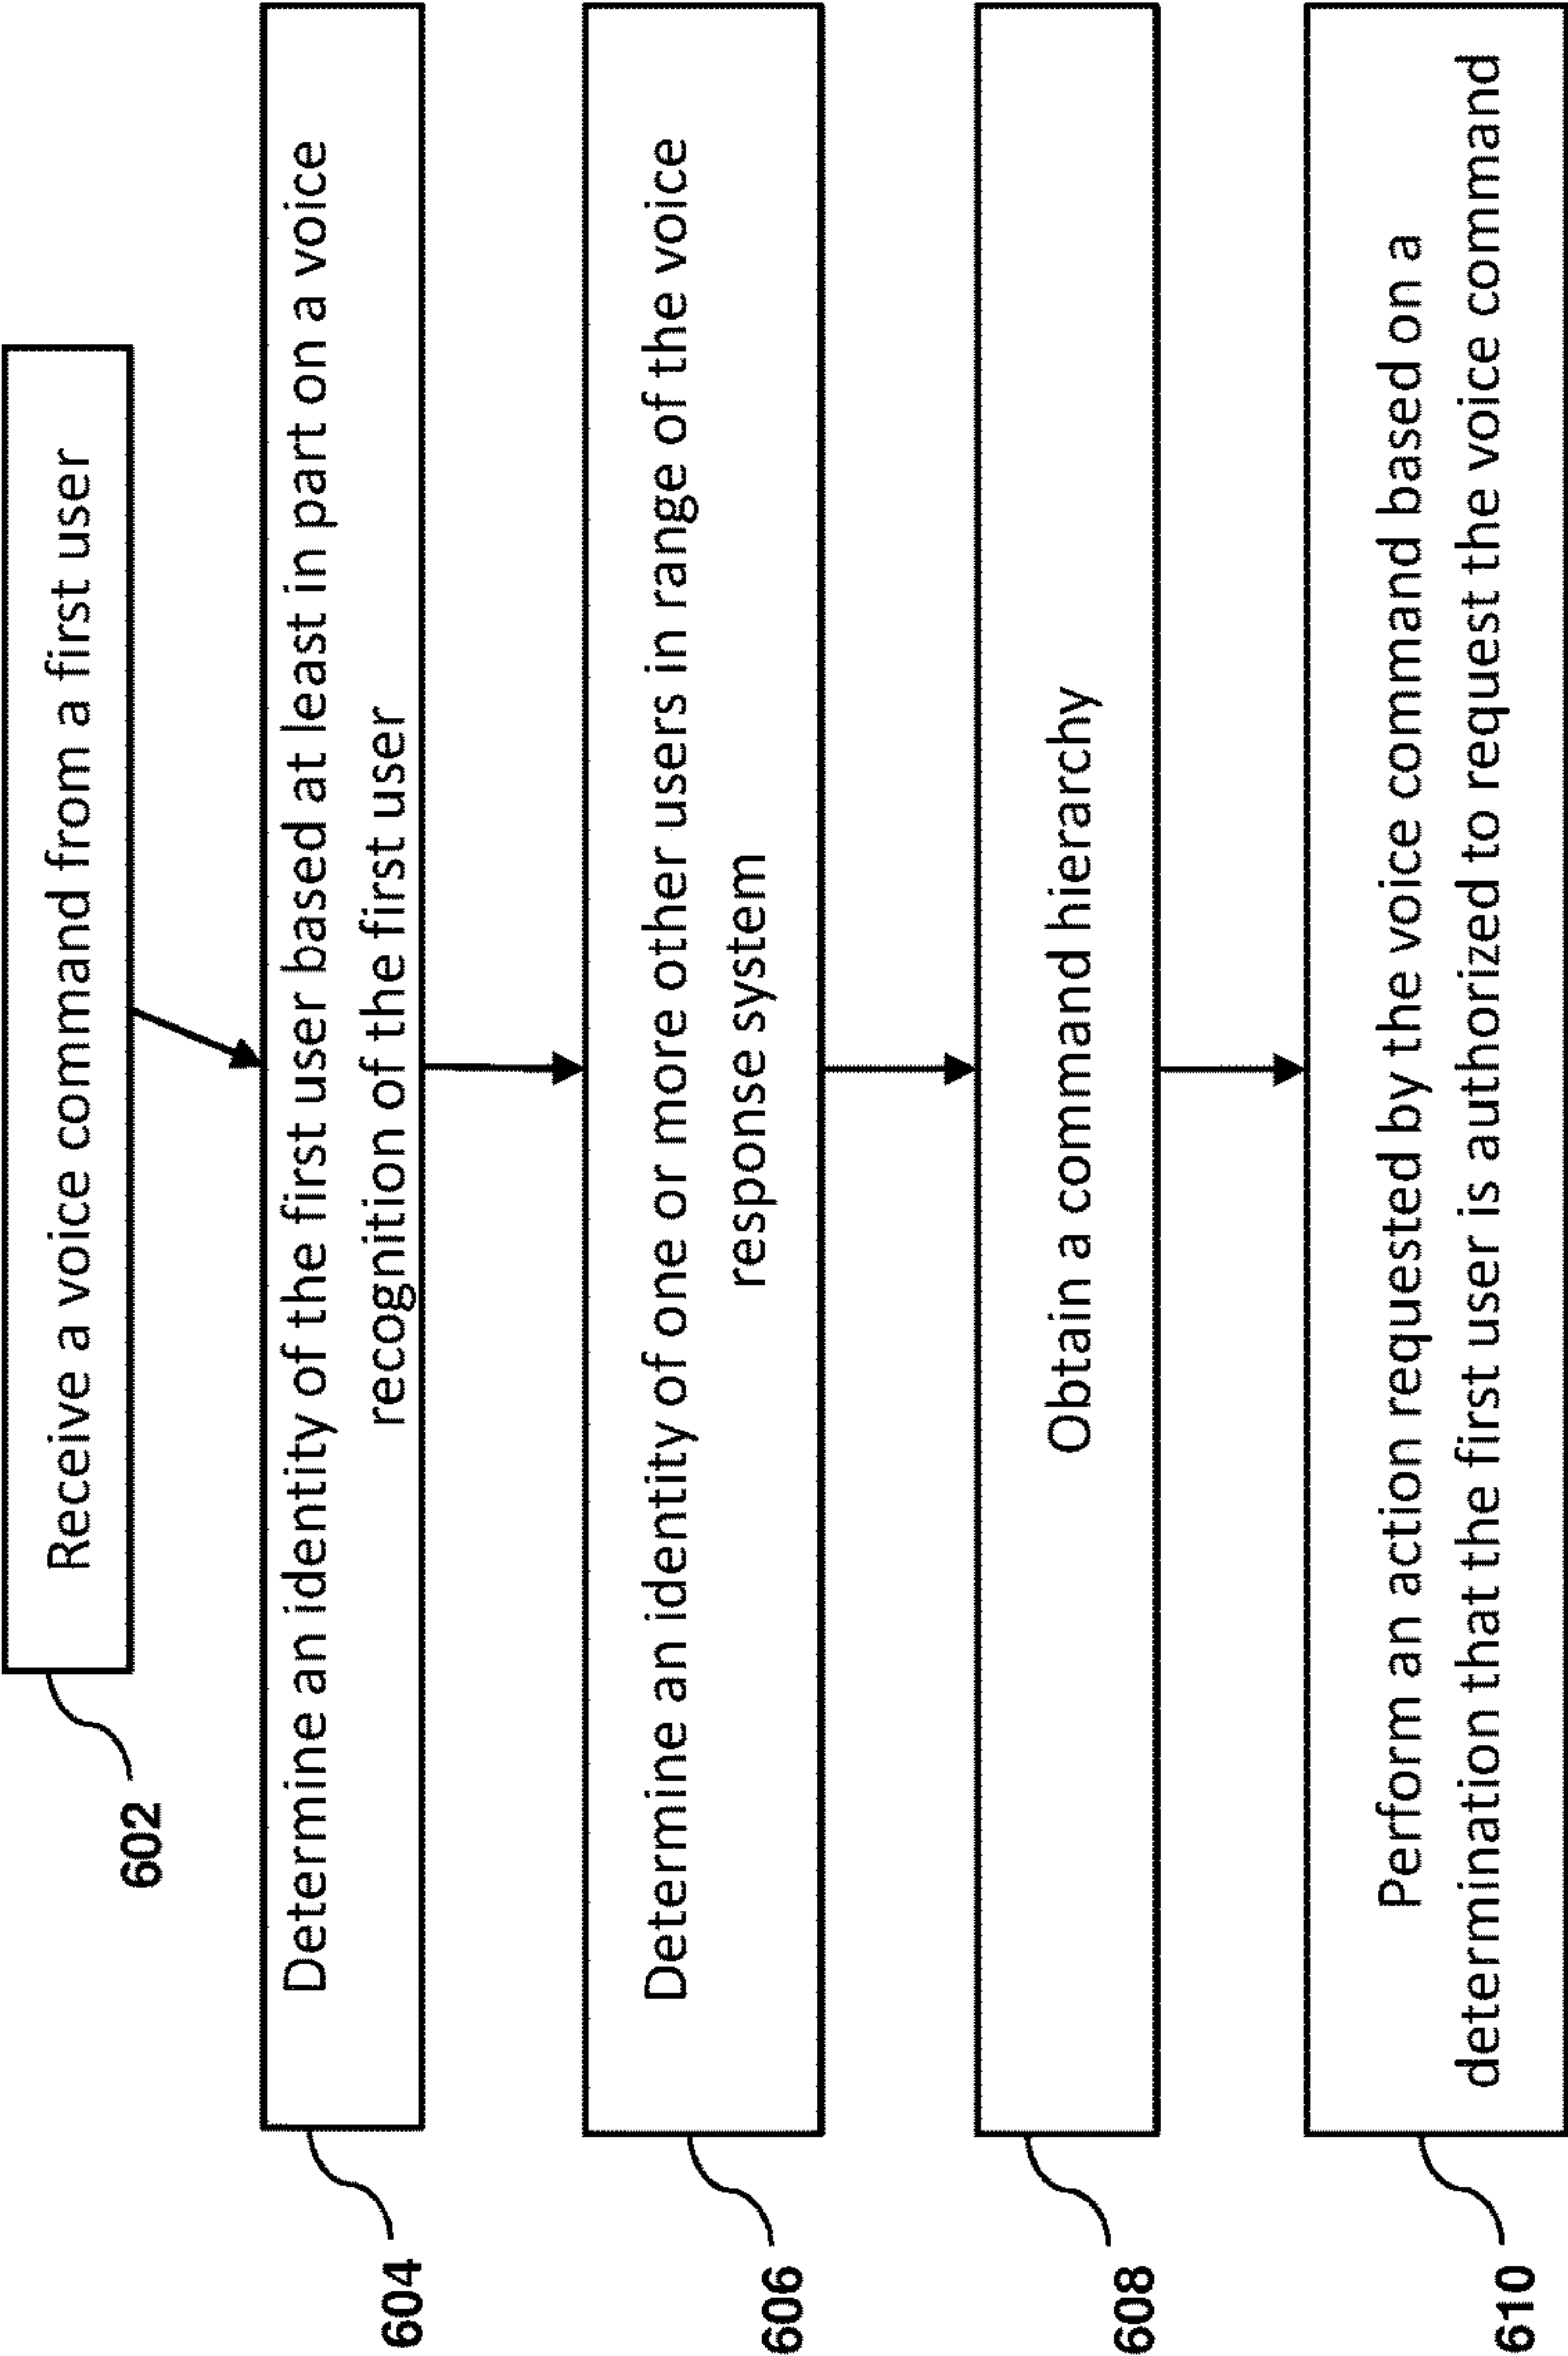 Receive a voice command from a first user
602
Determine an identity of the first user based at least in part on a voice
recognition of the first user
604
Determine an identity of one or more other users in range of the voice
response system
606
Obtain a command hierarchy
608
Perform an action requested by the voice command based on a
determination that the first user is authorized to request the voice command
610